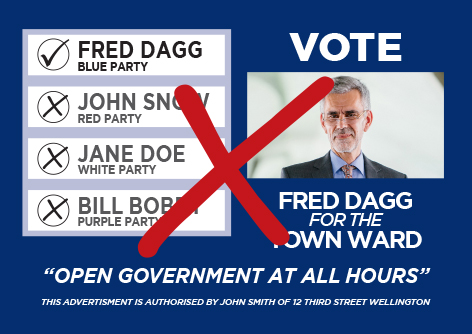 FRED DAGG
BLUE PARTY
JOHN SNOW
RED PARTY
JANE DOE
WHITE PARTY
BILL BOBBY
PURPLE PARTY
VOTE
FRED DAGG
FOR THE
TOWN WARD
“OPEN GOVERNMENT AT ALL HOURS”
THIS ADVERTISMENT IS AUTHORISED BY JOHN SMITH OF 12 THIRD STREET WELLINGTON